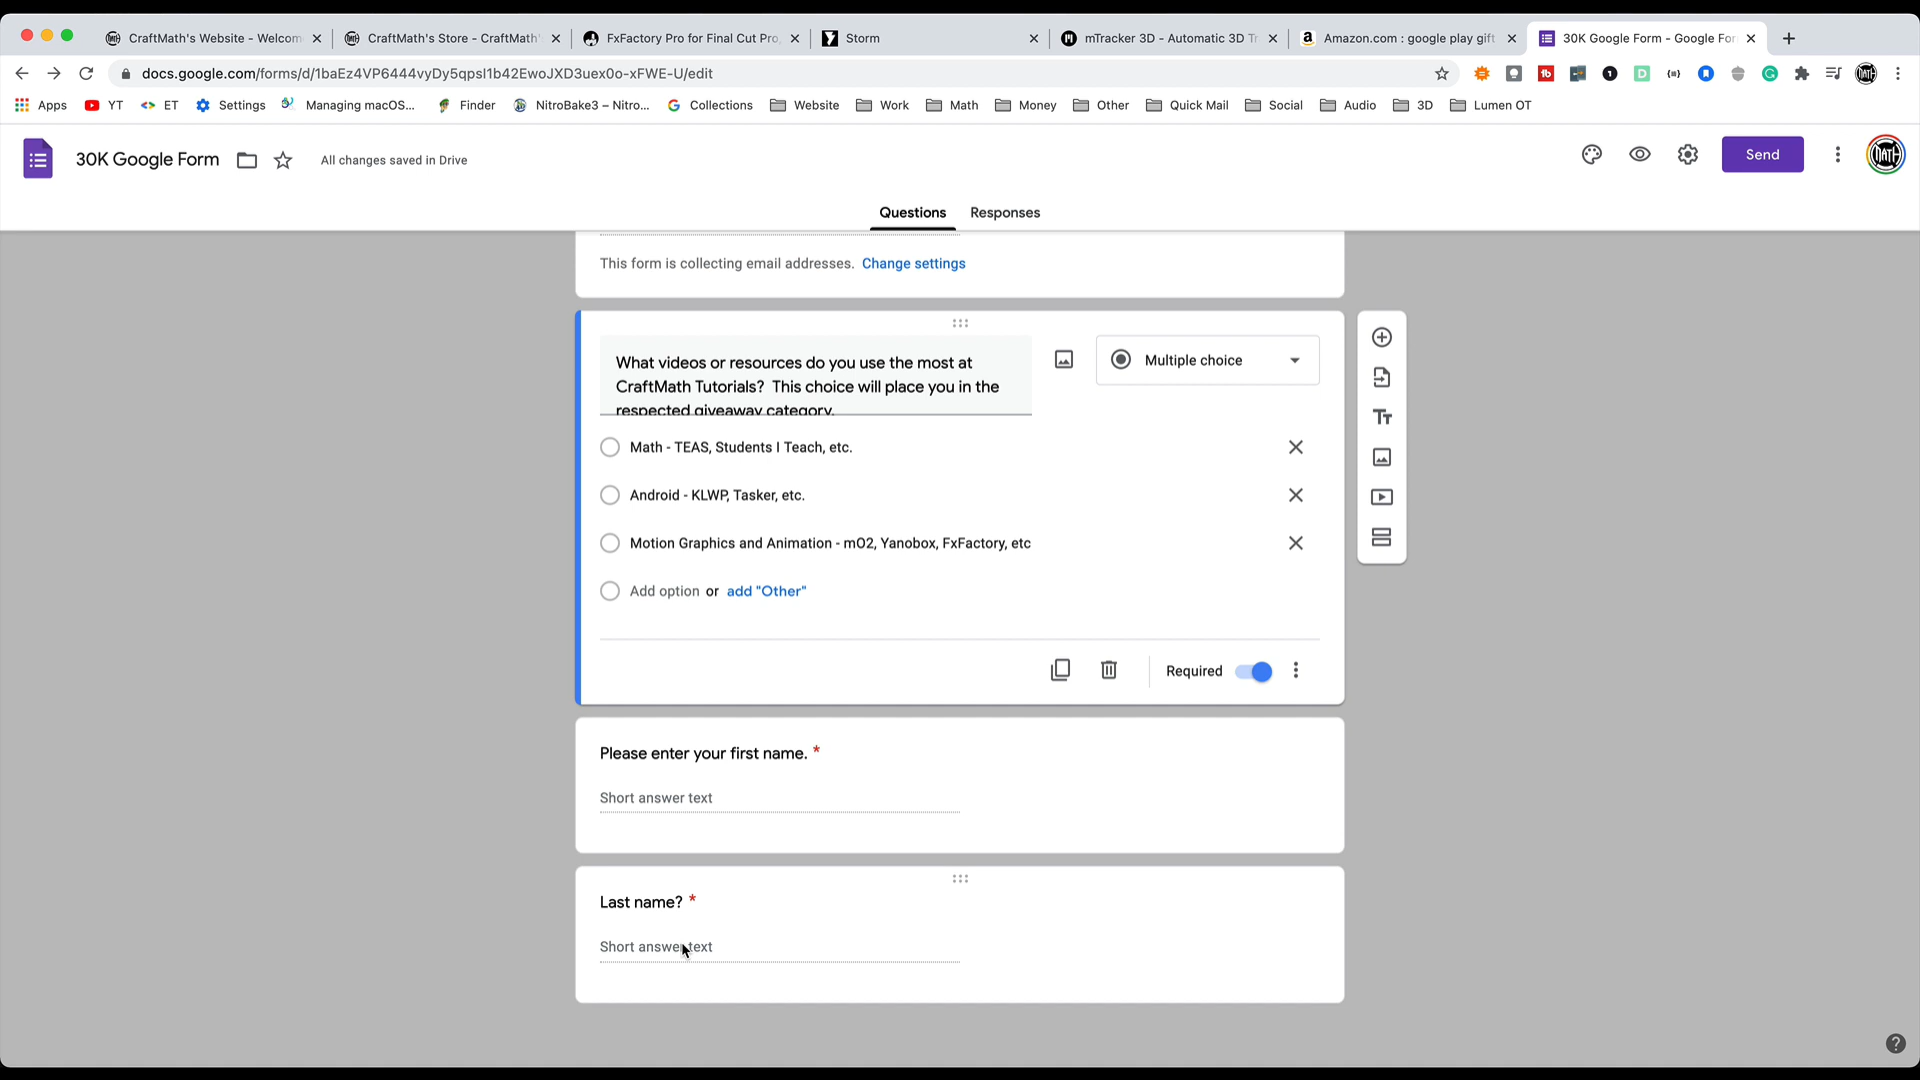 CraftMath's Website - Welcom
CraftMath's Store - CraftMath'
FxFactory Pro for Final Cut Pro,
Storm
mTracker 3D - Automatic 3D Tr
Amazon.com : google play gift
30K Google Form - Google For
docs.google.com/forms/d/1baEz4VP6444vyDy5qpsl1b42EwoJXD3uex0o-xFWE-U/edit
Apps
YT
ET
Settings
Managing macOS...
Finder
NitroBake3 – Nitro...
Collections
Website
Work
Math
Money
Other
Quick Mail
Social
Audio
3D
Lumen OT
30K Google Form
All changes saved in Drive
Send
Questions
Responses
This form is collecting email addresses. Change settings
What videos or resources do you use the most at
CraftMath Tutorials? This choice will place you in the
respected giveaway category.
Multiple choice
Math - TEAS, Students I Teach, etc.
Android - KLWP, Tasker, etc.
Motion Graphics and Animation - mO2, Yanobox, FxFactory, etc
Add option or add "Other"
Required
Please enter your first name. *
Short answer text
Last name? *
Short answer text